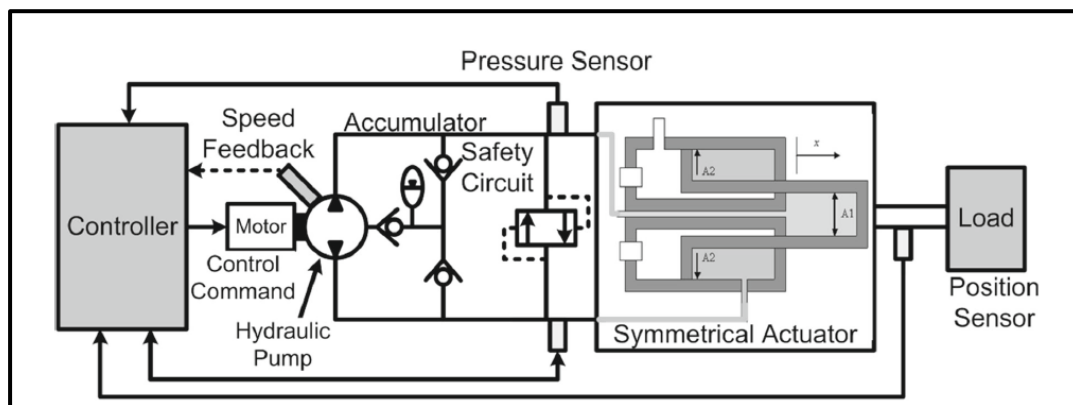 Pressure Sensor
Speed
Feedback
Accumulator
Safety
Circuit
Controller
Motor
Control
Command
Hydraulic
Pump
x
A2
A1
A2
Symmetrical Actuator
Load
Position
Sensor